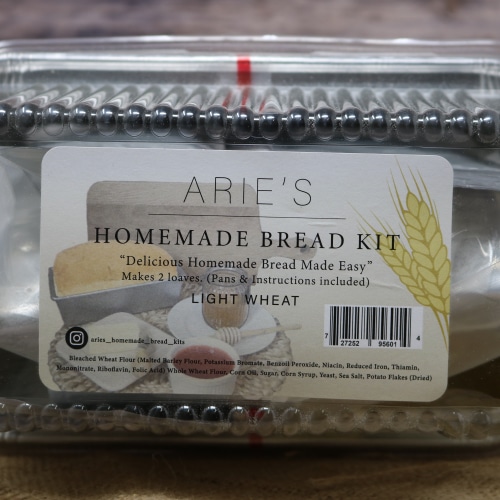 ARIE'S
HOMEMADE BREAD KIT
“Delicious Homemade Bread Made Easy”
Makes 2 loaves. (Pans & Instructions included)
LIGHT WHEAT
7 27252 95601 4
aries_homemade_bread_kits
Bleached Wheat Flour (Malted Barley Flour, Potassium Bromate, Benzoil Peroxide, Niacin, Reduced Iron, Thiamin,
Mononitrate, Riboflavin, Folic Acid) Whole Wheat Flour, Corn Oil, Sugar, Corn Syrup, Yeast, Sea Salt, Potato Flakes (Dried)